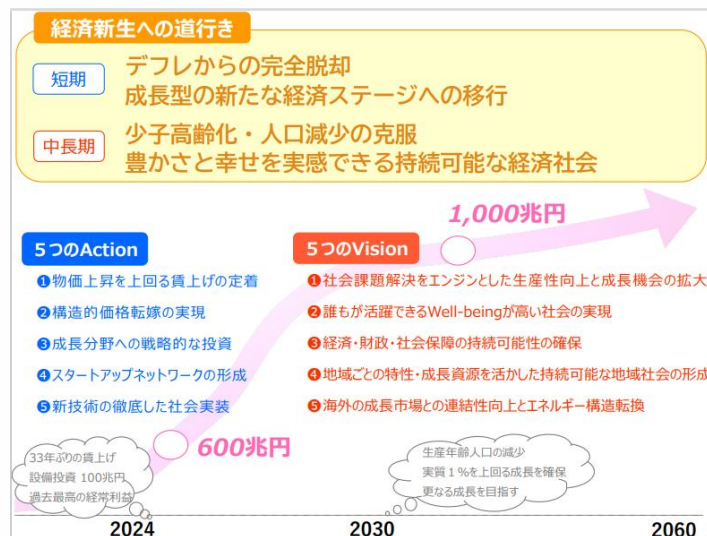 経済新生への道行き
短期
デフレからの完全脱却
成長型の新たな経済ステージへの移行
中長期
少子高齢化・人口減少の克服
豊かさと幸せを実感できる持続可能な経済社会
1,000兆円
5つのAction
❶物価上昇を上回る賃上げの定着
❷構造的価格転嫁の実現
❸成長分野への戦略的な投資
❹スタートアップネットワークの形成
❺新技術の徹底した社会実装
5つのVision
❶社会課題解決をエンジンとした生産性向上と成長機会の拡大
❷誰もが活躍できるWell-beingが高い社会の実現
❸経済・財政・社会保障の持続可能性の確保
❹地域ごとの特性・成長資源を活かした持続可能な地域社会の形成
❺海外の成長市場との連結性向上とエネルギー構造転換
600兆円
33年ぶりの賃上げ
設備投資 100兆円
過去最高の経常利益
生産年齢人口の減少
実質1%を上回る成長を確保
更なる成長を目指す
2024
2030
2060